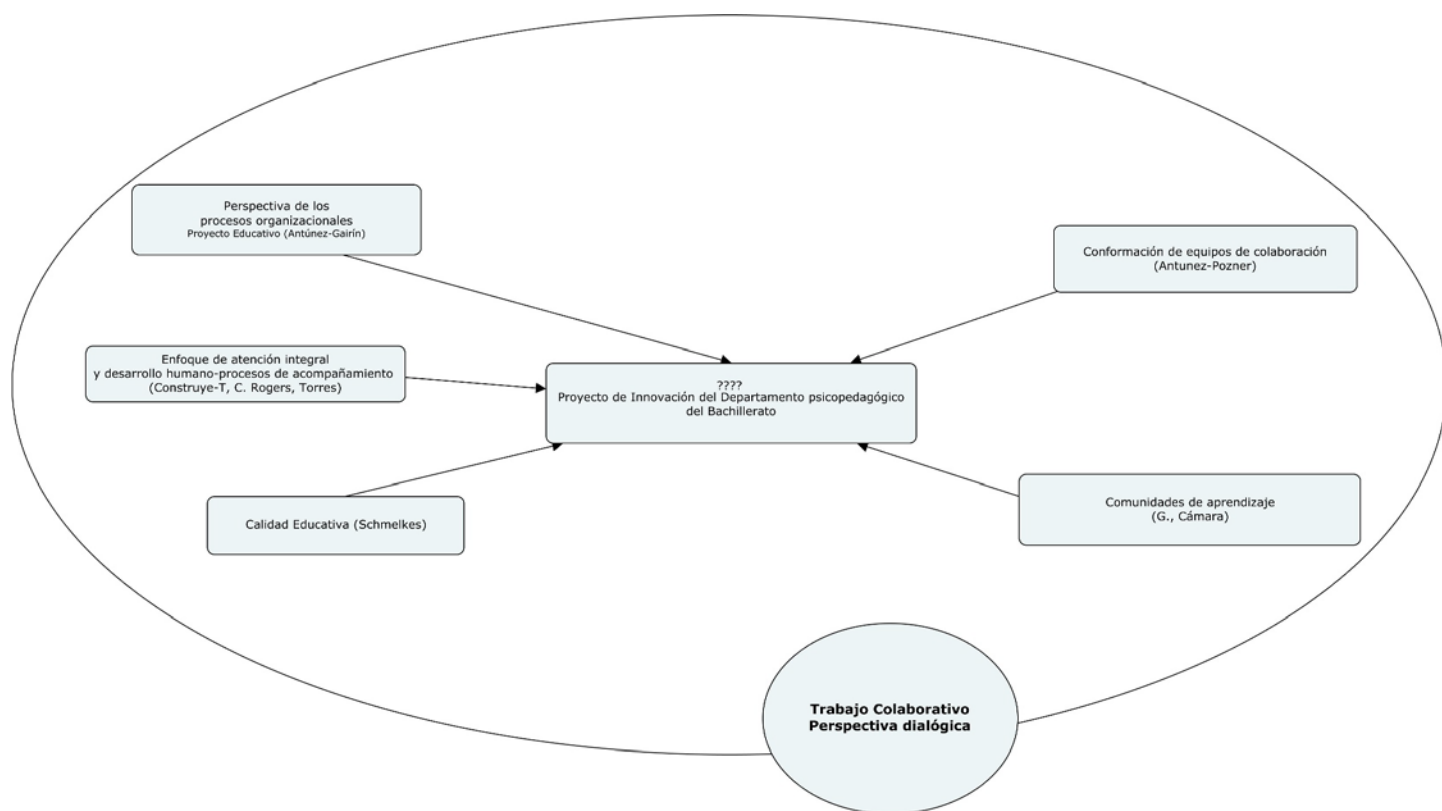 Perspectiva de los
procesos organizacionales
Proyecto Educativo (Antúnez-Gairín)
Conformación de equipos de colaboración
(Antunez-Pozner)
Enfoque de atención integral
y desarrollo humano-procesos de acompañamiento
(Construye-T, C. Rogers, Torres)
????
Proyecto de Innovación del Departamento psicopedagógico
del Bachillerato
Calidad Educativa (Schmelkes)
Comunidades de aprendizaje
(G., Cámara)
Trabajo Colaborativo
Perspectiva dialógica